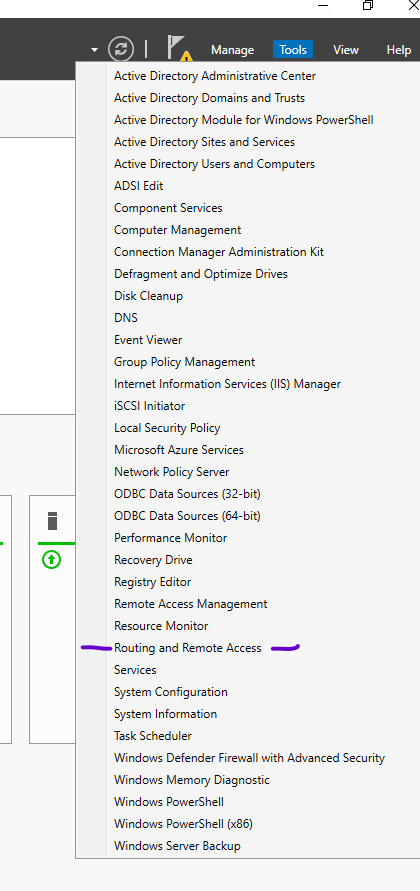 Manage Tools View Help
Active Directory Administrative Center
Active Directory Domains and Trusts
Active Directory Module for Windows PowerShell
Active Directory Sites and Services
Active Directory Users and Computers
ADSI Edit
Component Services
Computer Management
Connection Manager Administration Kit
Defragment and Optimize Drives
Disk Cleanup
DNS
Event Viewer
Group Policy Management
Internet Information Services (IIS) Manager
iSCSI Initiator
Local Security Policy
Microsoft Azure Services
Network Policy Server
ODBC Data Sources (32-bit)
ODBC Data Sources (64-bit)
Performance Monitor
Recovery Drive
Registry Editor
Remote Access Management
Resource Monitor
Routing and Remote Access
Services
System Configuration
System Information
Task Scheduler
Windows Defender Firewall with Advanced Security
Windows Memory Diagnostic
Windows PowerShell
Windows PowerShell (x86)
Windows Server Backup